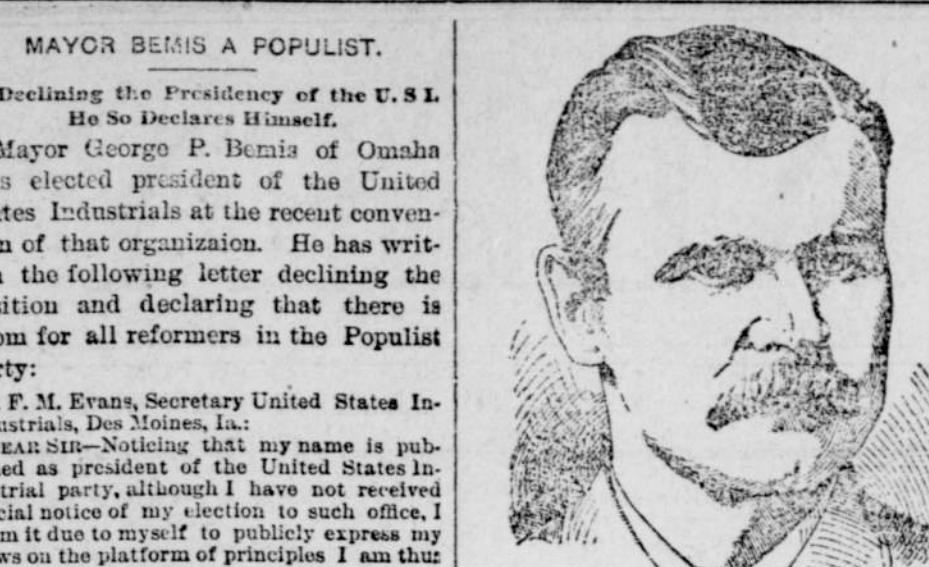 MAYOR BEMIS A POPULIST.
Declining the Presidency of the U. S I.
He So Declares Himself.
Mayor George P. Bemis of Omaha
s elected president of the United
tes Industrials at the recent conven-
n of that organizaion. He has writ-
the following letter declining the
sition and declaring that there is
om for all reformers in the Populist
rty:
F. M. Evans, Secretary United States In-
ustrials, Des Moines, Ia.:
EAR SIR—Noticing that my name is pub-
ed as president of the United States In-
trial party, although I have not received
cial notice of my election to such office, I
m it due to myself to publicly express my
ws on the platform of principles I am thus